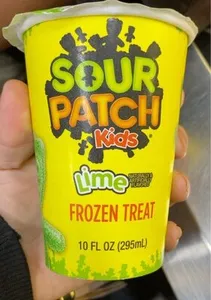 SOUR
PATCH
Kids
Lime
FROZEN TREAT
10 FL OZ (295mL)